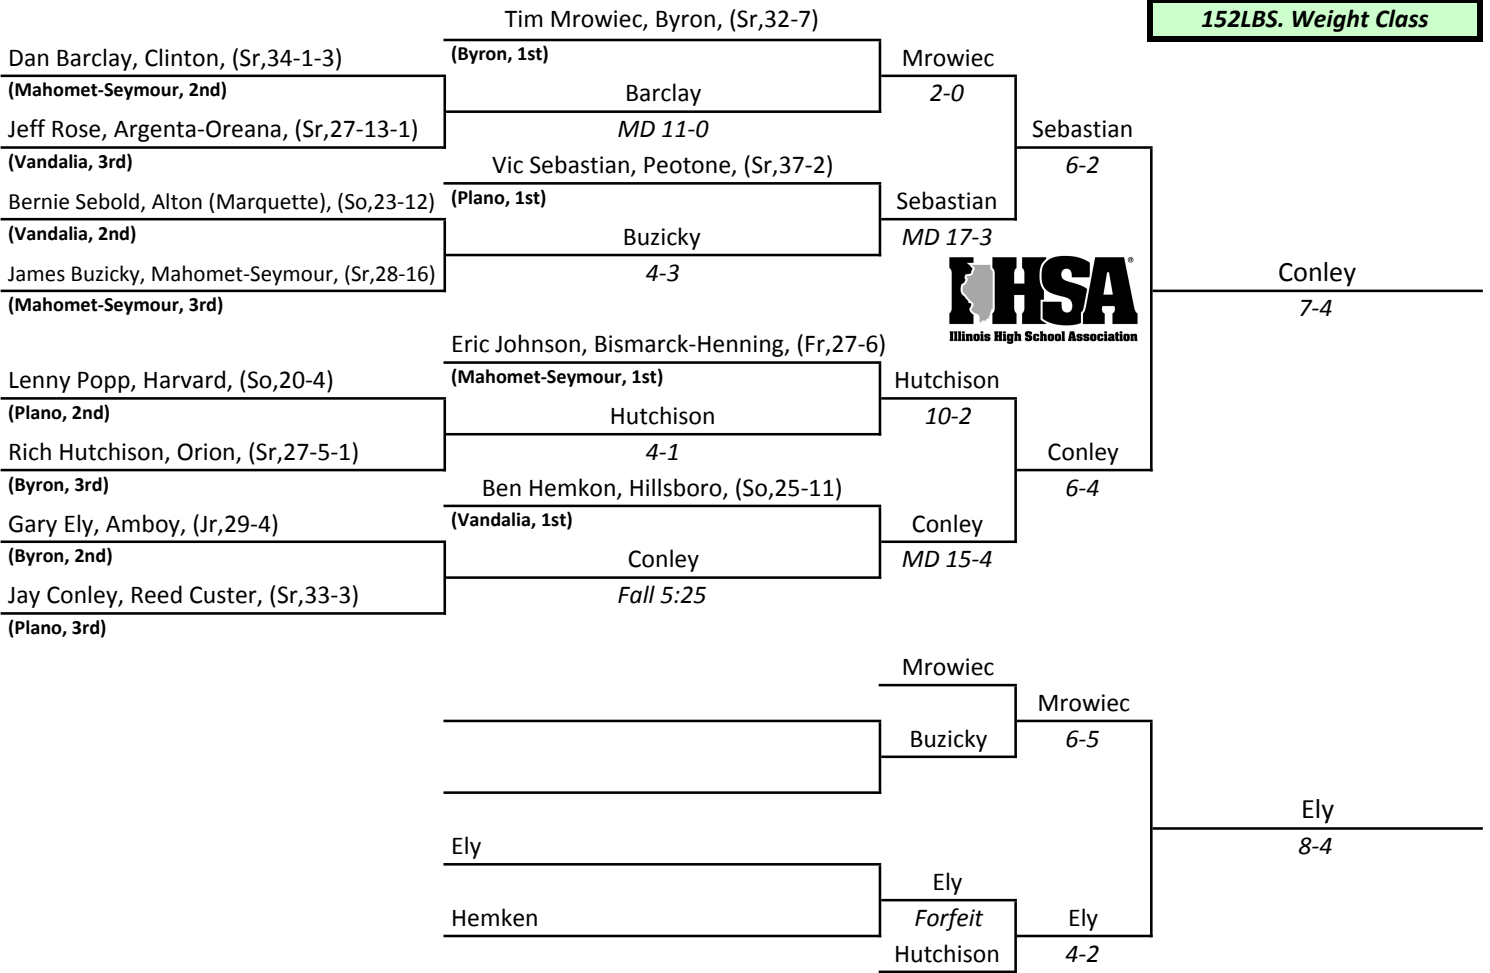 Tim Mrowiec, Byron, (Sr,32-7)
152LBS. Weight Class
Dan Barclay, Clinton, (Sr,34-1-3)
(Byron, 1st)
Mrowiec
(Mahomet-Seymour, 2nd)
Barclay
2-0
Jeff Rose, Argenta-Oreana, (Sr,27-13-1)
MD 11-0
Sebastian
(Vandalia, 3rd)
Vic Sebastian, Peotone, (Sr,37-2)
6-2
Bernie Sebold, Alton (Marquette), (So,23-12)
(Plano, 1st)
Sebastian
(Vandalia, 2nd)
Buzicky
MD 17-3
James Buzicky, Mahomet-Seymour, (Sr,28-16)
4-3
IHSA®
Conley
(Mahomet-Seymour, 3rd)
7-4
Illinois High School Association
Eric Johnson, Bismarck-Henning, (Fr,27-6)
Lenny Popp, Harvard, (So,20-4)
(Mahomet-Seymour, 1st)
Hutchison
(Plano, 2nd)
Hutchison
10-2
Rich Hutchison, Orion, (Sr,27-5-1)
4-1
Conley
(Byron, 3rd)
Ben Hemkon, Hillsboro, (So,25-11)
6-4
Gary Ely, Amboy, (Jr,29-4)
(Vandalia, 1st)
Conley
(Byron, 2nd)
Conley
MD 15-4
Jay Conley, Reed Custer, (Sr,33-3)
Fall 5:25
(Plano, 3rd)
Mrowiec
Mrowiec
Buzicky
6-5
Ely
Ely
8-4
Ely
Hemken
Forfeit
Ely
Hutchison
4-2